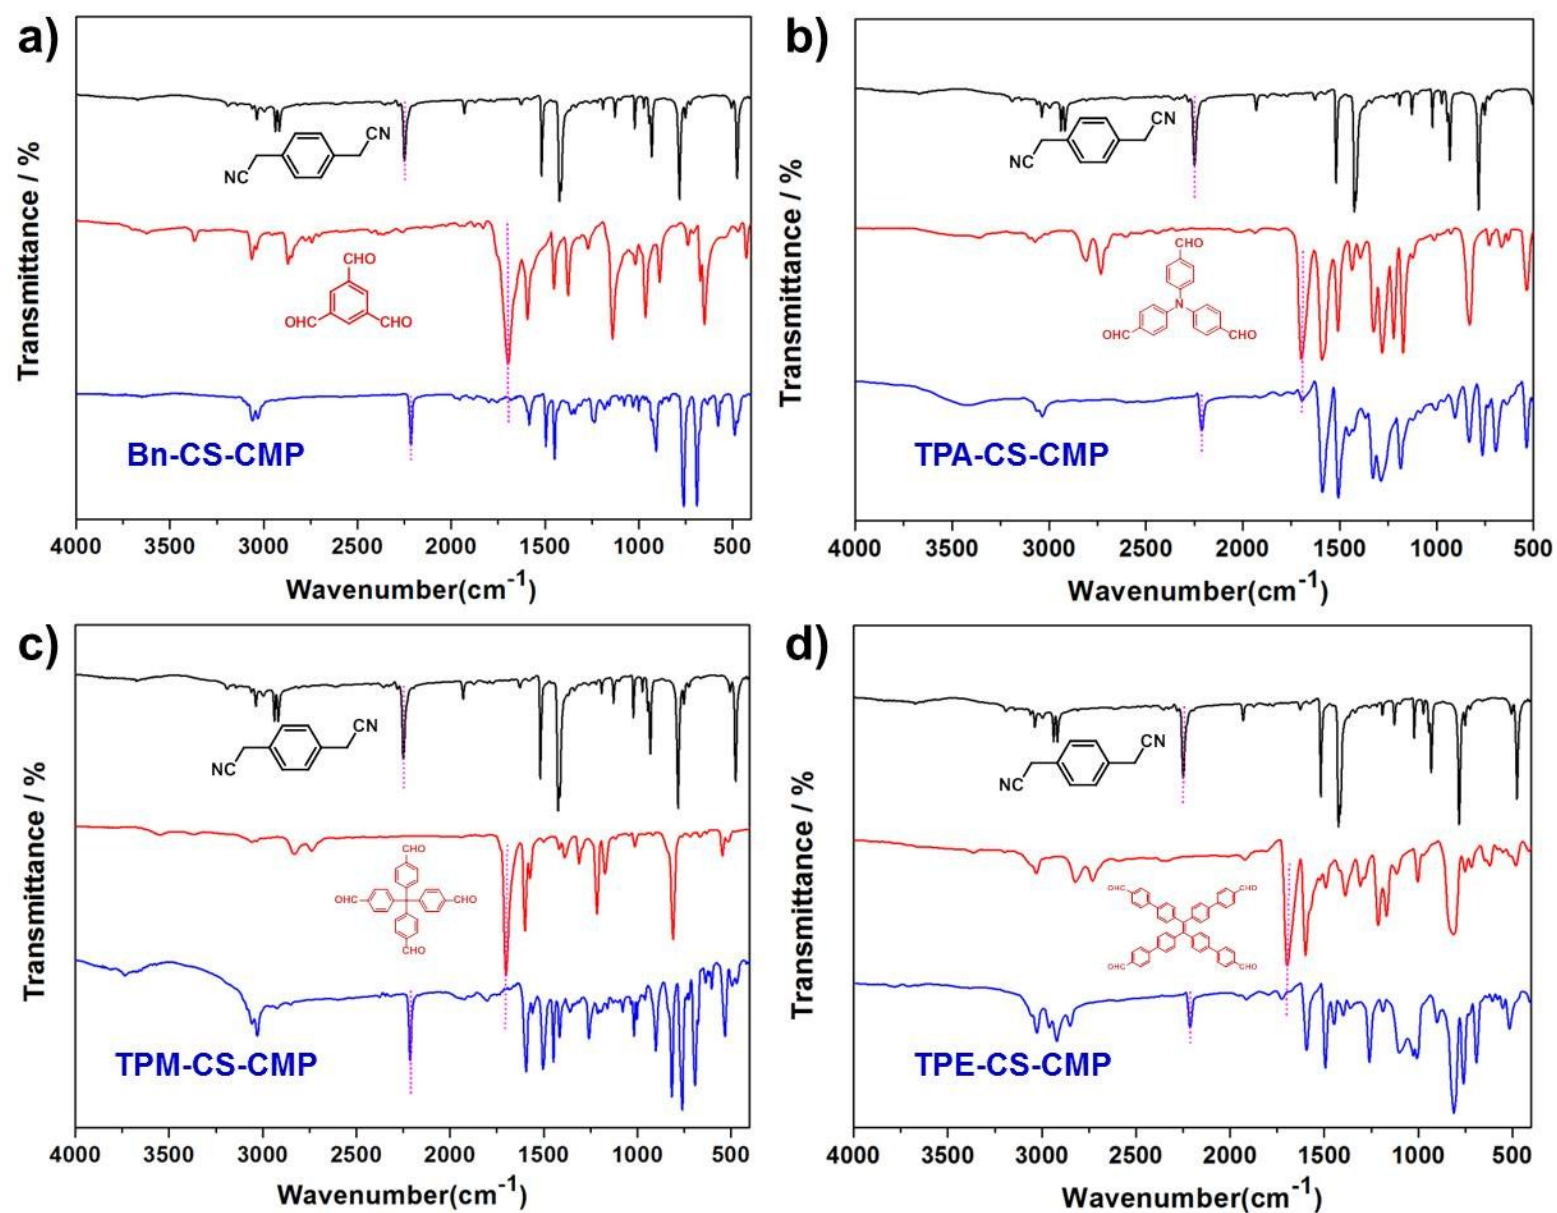 a)
Transmittance / %
CN
NC
CHO
OHC
CHO
Bn-CS-CMP
4000 3500 3000 2500 2000 1500 1000 500
Wavenumber(cm-1)
b)
Transmittance / %
CN
NC
CHO
N
OHC
CHO
TPA-CS-CMP
4000 3500 3000 2500 2000 1500 1000 500
Wavenumber(cm-1)
c)
Transmittance / %
CN
NC
CHO
OHC
CHO
CHO
TPM-CS-CMP
4000 3500 3000 2500 2000 1500 1000 500
Wavenumber(cm-1)
d)
Transmittance / %
CN
NC
OHC
CHO
OHC
CHO
TPE-CS-CMP
4000 3500 3000 2500 2000 1500 1000 500
Wavenumber(cm-1)